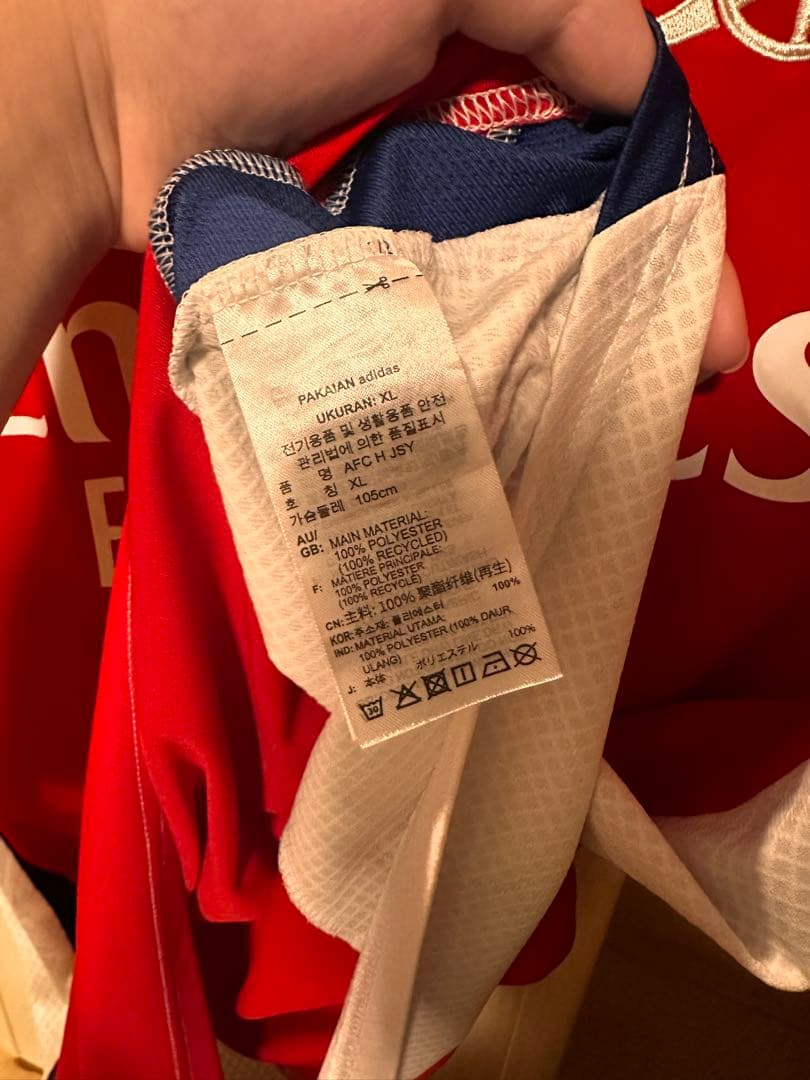 PAKAIAN adidas
UKURAN: XL
전기용품 및 생활용품 안전
관리법에 의한 품질표시
품 명 AFC H JSY
호 칭 XL
가슴둘레 105cm
AU/
GB: MAIN MATERIAL:
100% POLYESTER
(100% RECYCLED)
F: MATIÈRE PRINCIPALE:
100% POLYESTER
(100% RECYCLÉ)
CN: 主料: 100% 聚酯纤维(再生)
KOR: 주소재: 폴리에스터 100%
IND: MATERIAL UTAMA:
100% POLYESTER (100% DAUR
ULANG)
J: 本体 ポリエステル 100%
30